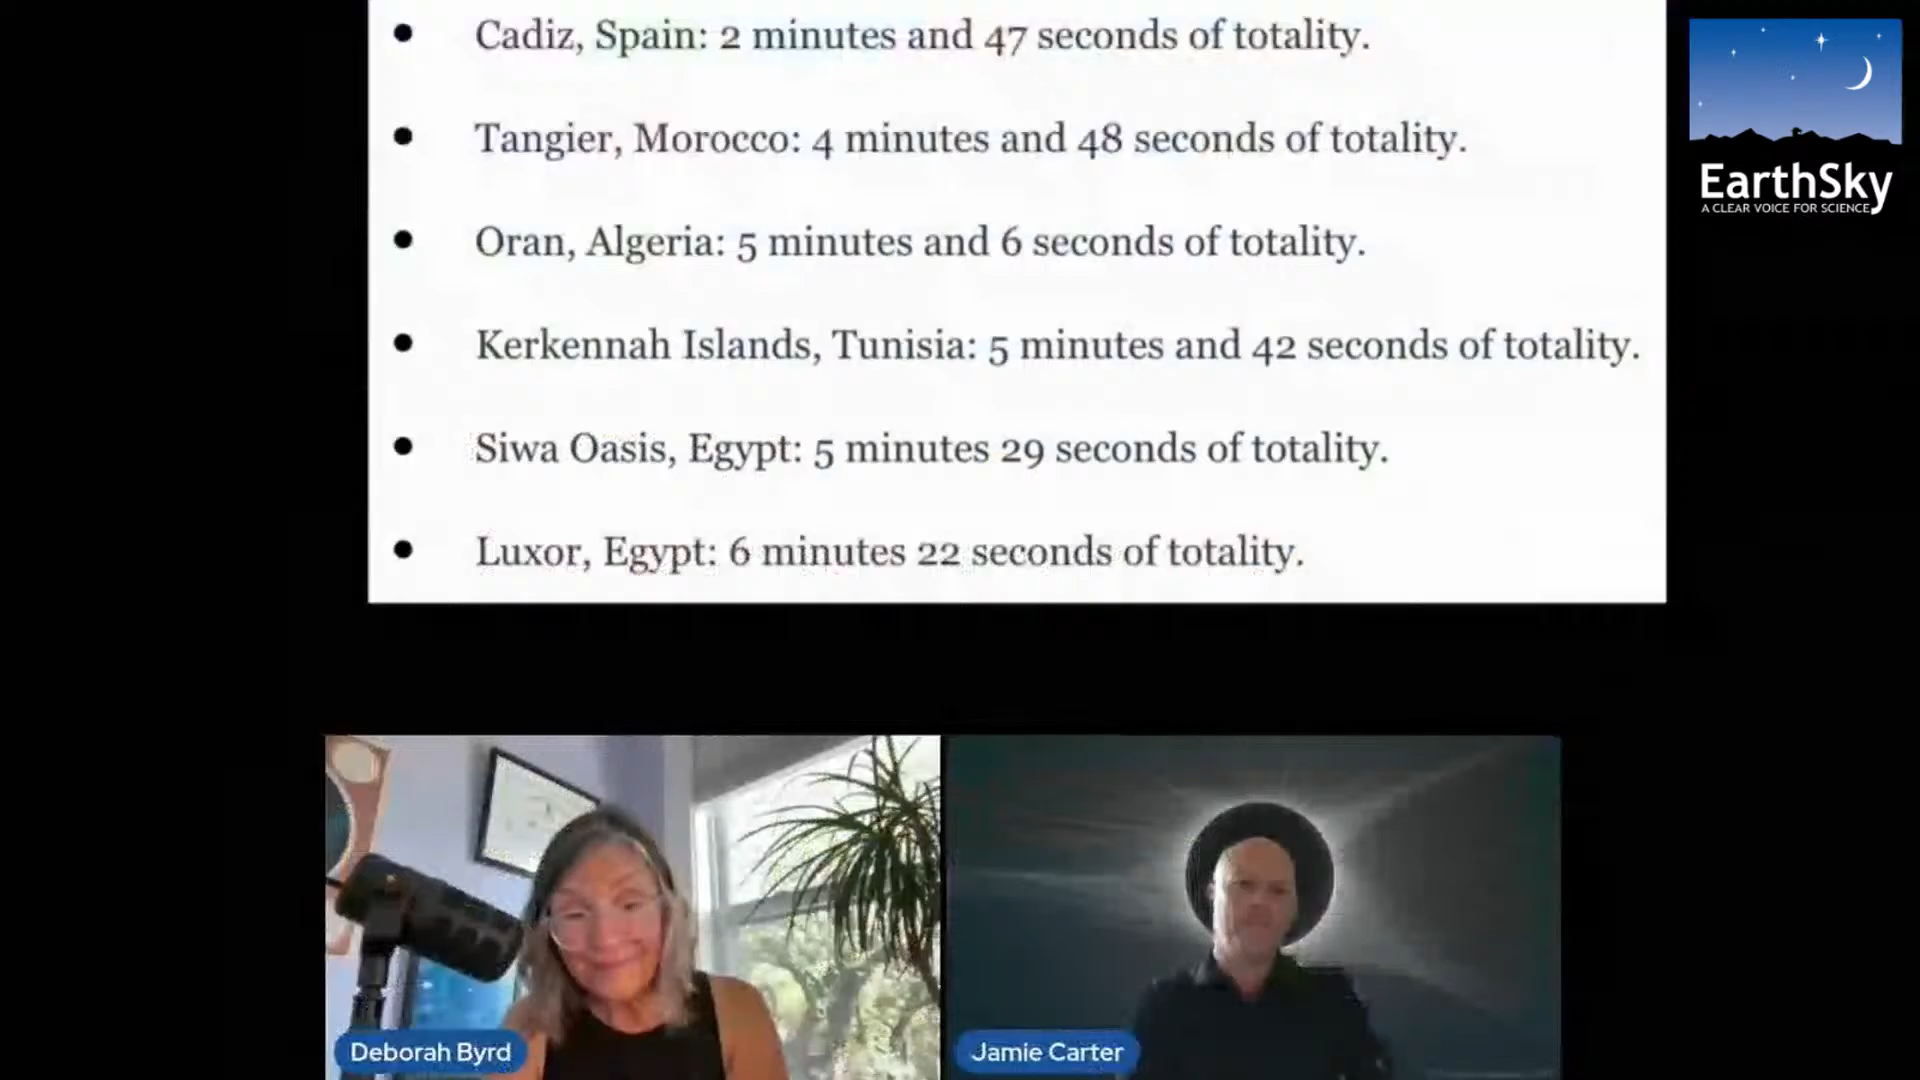 Cadiz, Spain: 2 minutes and 47 seconds of totality.
Tangier, Morocco: 4 minutes and 48 seconds of totality.
Oran, Algeria: 5 minutes and 6 seconds of totality.
Kerkennah Islands, Tunisia: 5 minutes and 42 seconds of totality.
Siwa Oasis, Egypt: 5 minutes 29 seconds of totality.
Luxor, Egypt: 6 minutes 22 seconds of totality.
EarthSky
A CLEAR VOICE FOR SCIENCE
Deborah Byrd
Jamie Carter